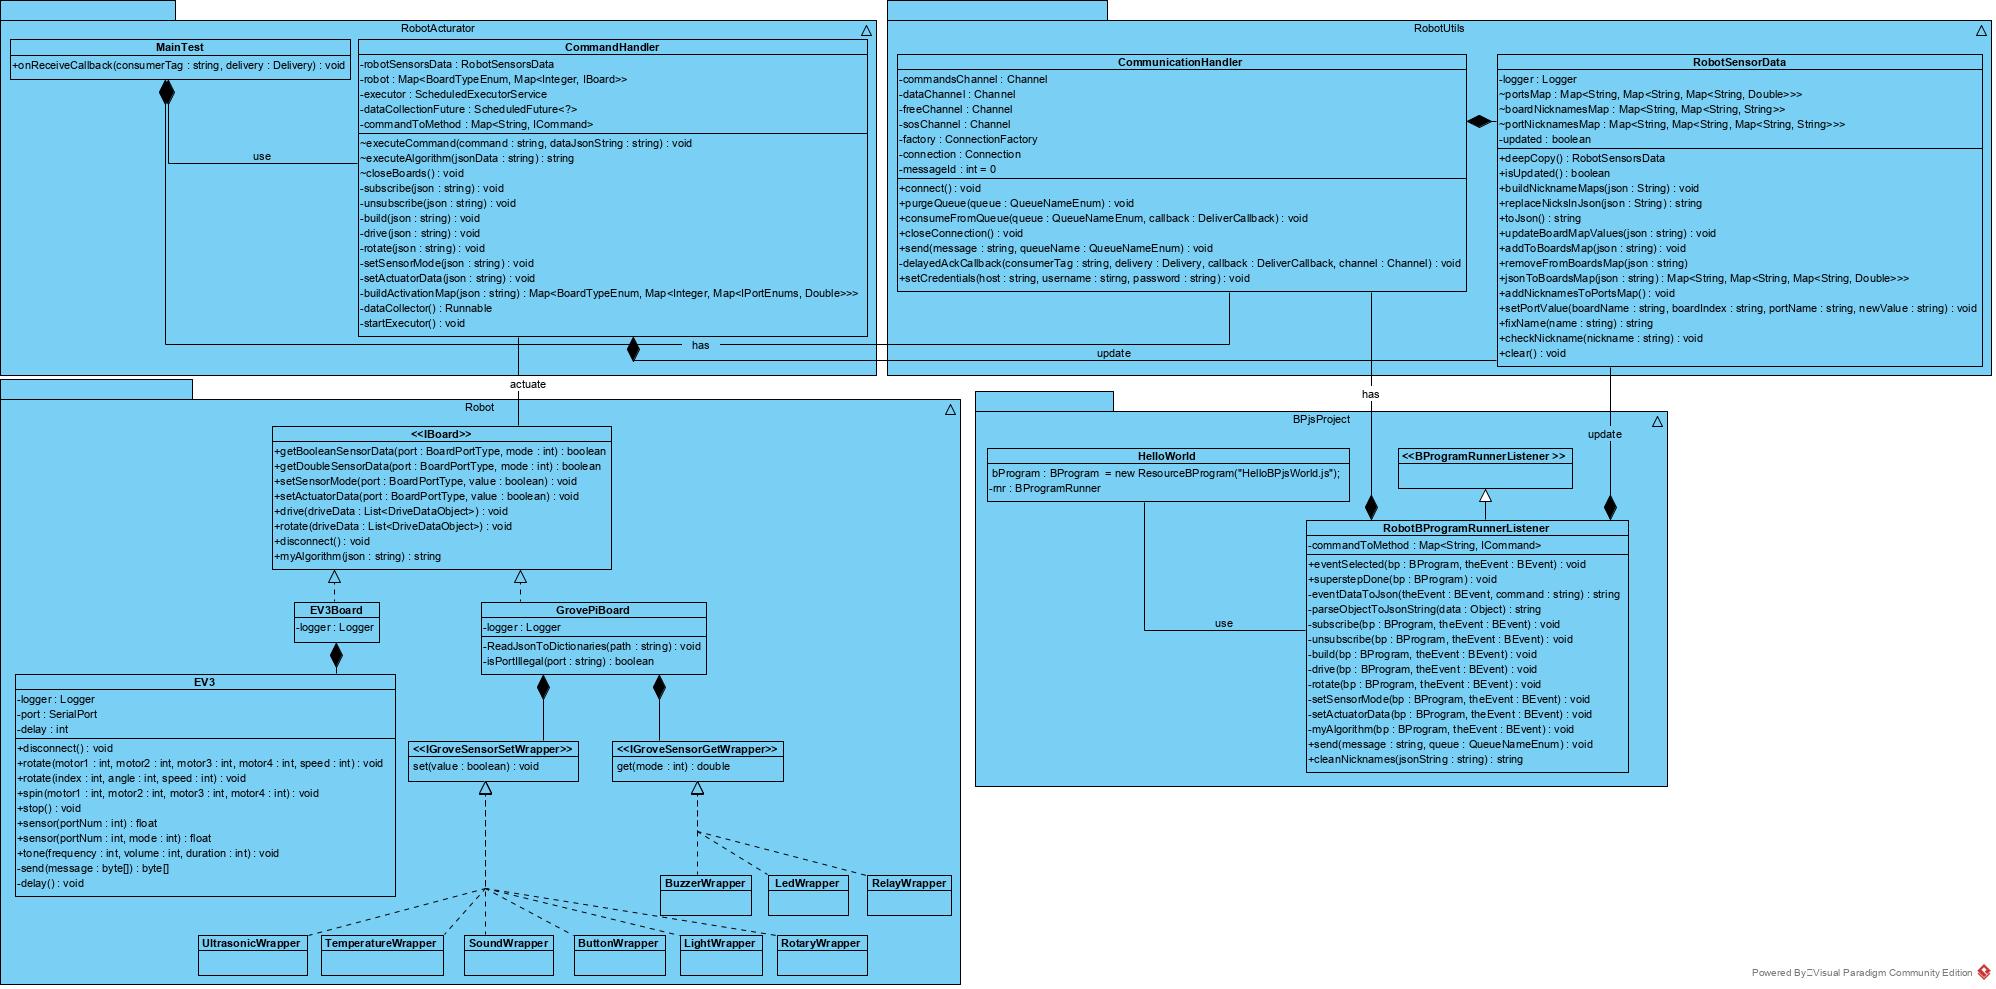 RobotActurator
MainTest
+onReceiveCallback(consumerTag : string, delivery : Delivery) : void
CommandHandler
-robotSensorsData : RobotSensorsData
-robot : Map<BoardTypeEnum, Map<Integer, IBoard>>
-executor : ScheduledExecutorService
-dataCollectionFuture : ScheduledFuture<?>
-commandToMethod : Map<String, ICommand>
~executeCommand(command : string, dataJsonString : string) : void
~executeAlgorithm(jsonData : string) : string
~closeBoards() : void
-subscribe(json : string) : void
-unsubscribe(json : string) : void
-build(json : string) : void
-drive(json : string) : void
-rotate(json : string) : void
-setSensorMode(json : string) : void
-setActuatorData(json : string) : void
-buildActivationMap(json : string) : Map<BoardTypeEnum, Map<Integer, Map<IPortEnums, Double>>>
-dataCollector() : Runnable
-startExecutor() : void
use
has
update
RobotUtils
CommunicationHandler
-commandsChannel : Channel
-dataChannel : Channel
-freeChannel : Channel
-sosChannel : Channel
-factory : ConnectionFactory
-connection : Connection
-messageId : int = 0
+connect() : void
+purgeQueue(queue : QueueNameEnum) : void
+consumeFromQueue(queue : QueueNameEnum, callback : DeliverCallback) : void
+closeConnection() : void
+send(message : string, queueName : QueueNameEnum) : void
-delayedAckCallback(consumerTag : string, delivery : Delivery, callback : DeliverCallback, channel : Channel) : void
+setCredentials(host : string, username : stirng, password : string) : void
RobotSensorData
-logger : Logger
~portsMap : Map<String, Map<String, Map<String, Double>>>
~boardNicknamesMap : Map<String, Map<String, String>>
~portNicknamesMap : Map<String, Map<String, Map<String, String>>>
-updated : boolean
+deepCopy() : RobotSensorsData
+isUpdated() : boolean
+buildNicknameMaps(json : String) : void
+replaceNicksInJson(json : String) : string
+toJson() : string
+updateBoardMapValues(json : string) : void
+addToBoardsMap(json : string) : void
+removeFromBoardsMap(json : string)
+jsonToBoardsMap(json : string) : Map<String, Map<String, Map<String, Double>>>
+addNicknamesToPortsMap() : void
+setPortValue(boardName : string, boardIndex : string, portName : string, newValue : string) : void
+fixName(name : string) : string
+checkNickname(nickname : string) : void
+clear() : void
actuate
has
update
Robot
<<IBoard>>
+getBooleanSensorData(port : BoardPortType, mode : int) : boolean
+getDoubleSensorData(port : BoardPortType, mode : int) : boolean
+setSensorMode(port : BoardPortType, value : boolean) : void
+setActuatorData(port : BoardPortType, value : boolean) : void
+drive(driveData : List<DriveDataObject>) : void
+rotate(driveData : List<DriveDataObject>) : void
+disconnect() : void
+myAlgorithm(json : string) : string
EV3Board
-logger : Logger
GrovePiBoard
-logger : Logger
-ReadJsonToDictionaries(path : string) : void
-isPortIllegal(port : string) : boolean
EV3
-logger : Logger
-port : SerialPort
-delay : int
+disconnect() : void
+rotate(motor1 : int, motor2 : int, motor3 : int, motor4 : int, speed : int) : void
+rotate(index : int, angle : int, speed : int) : void
+spin(motor1 : int, motor2 : int, motor3 : int, motor4 : int) : void
+stop() : void
+sensor(portNum : int) : float
+sensor(portNum : int, mode : int) : float
+tone(frequency : int, volume : int, duration : int) : void
-send(message : byte[]) : byte[]
-delay() : void
<<IGroveSensorSetWrapper>>
set(value : boolean) : void
<<IGroveSensorGetWrapper>>
get(mode : int) : double
BuzzerWrapper
LedWrapper
RelayWrapper
UltrasonicWrapper
TemperatureWrapper
SoundWrapper
ButtonWrapper
LightWrapper
RotaryWrapper
BPjsProject
HelloWorld
bProgram : BProgram = new ResourceBProgram("HelloBPjsWorld.js");
-rnr : BProgramRunner
<<BProgramRunnerListener >>
use
RobotBProgramRunnerListener
-commandToMethod : Map<String, ICommand>
+eventSelected(bp : BProgram, theEvent : BEvent) : void
+superstepDone(bp : BProgram) : void
-eventDataToJson(theEvent : BEvent, command : string) : string
-parseObjectToJsonString(data : Object) : string
-subscribe(bp : BProgram, theEvent : BEvent) : void
-unsubscribe(bp : BProgram, theEvent : BEvent) : void
-build(bp : BProgram, theEvent : BEvent) : void
-drive(bp : BProgram, theEvent : BEvent) : void
-rotate(bp : BProgram, theEvent : BEvent) : void
-setSensorMode(bp : BProgram, theEvent : BEvent) : void
-setActuatorData(bp : BProgram, theEvent : BEvent) : void
-myAlgorithm(bp : BProgram, theEvent : BEvent) : void
+send(message : string, queue : QueueNameEnum) : void
+cleanNicknames(jsonString : string) : string
Powered By Visual Paradigm Community Edition